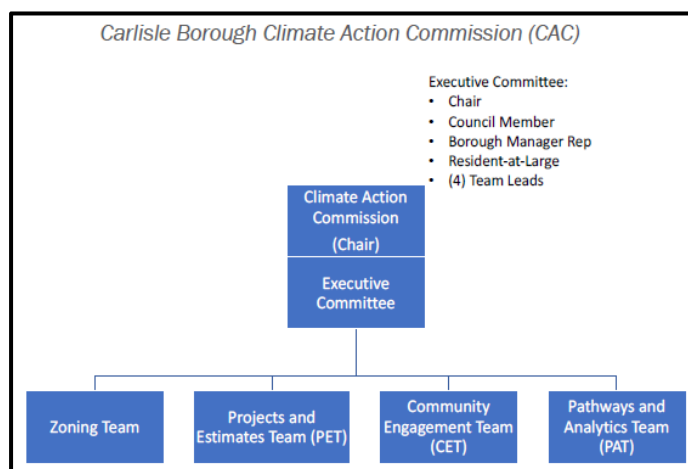 Carlisle Borough Climate Action Commission (CAC)
Executive Committee:
• Chair
• Council Member
• Borough Manager Rep
• Resident-at-Large
• (4) Team Leads
Climate Action
Commission
(Chair)
Executive
Committee
Zoning Team
Projects and
Estimates Team (PET)
Community
Engagement Team
(CET)
Pathways and
Analytics Team
(PAT)